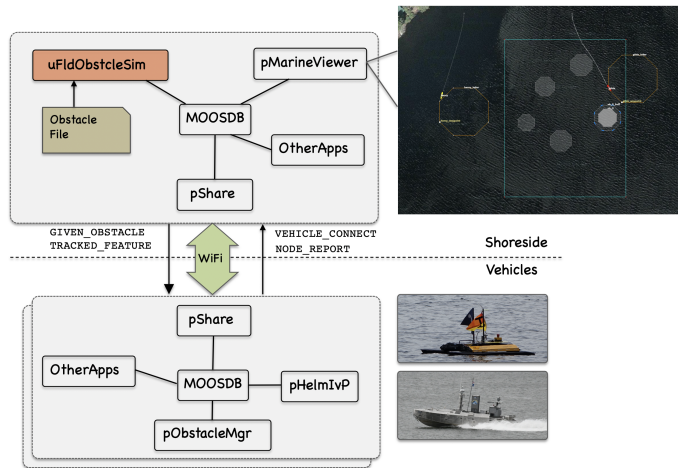 uFldObstcleSim
pMarineViewer
Obstacle
File
MOOSDB
OtherApps
pShare
GIVEN_OBSTACLE
TRACKED_FEATURE
VEHICLE_CONNECT
NODE_REPORT
WiFi
Shoreside
Vehicles
pShare
OtherApps
MOOSDB
pHelmIvP
pObstacleMgr